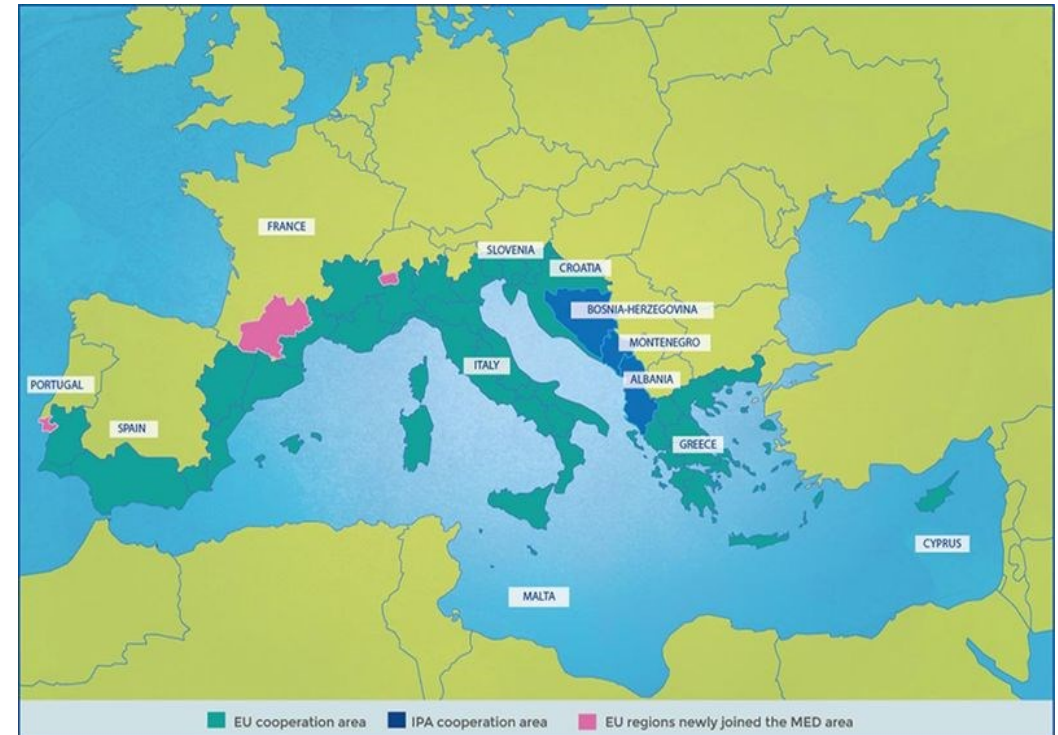 FRANCE
SLOVENIA
CROATIA
BOSNIA-HERZEGOVINA
MONTENEGRO
ITALY
ALBANIA
PORTUGAL
SPAIN
GREECE
CYPRUS
MALTA
EU cooperation area IPA cooperation area EU regions newly joined the MED area